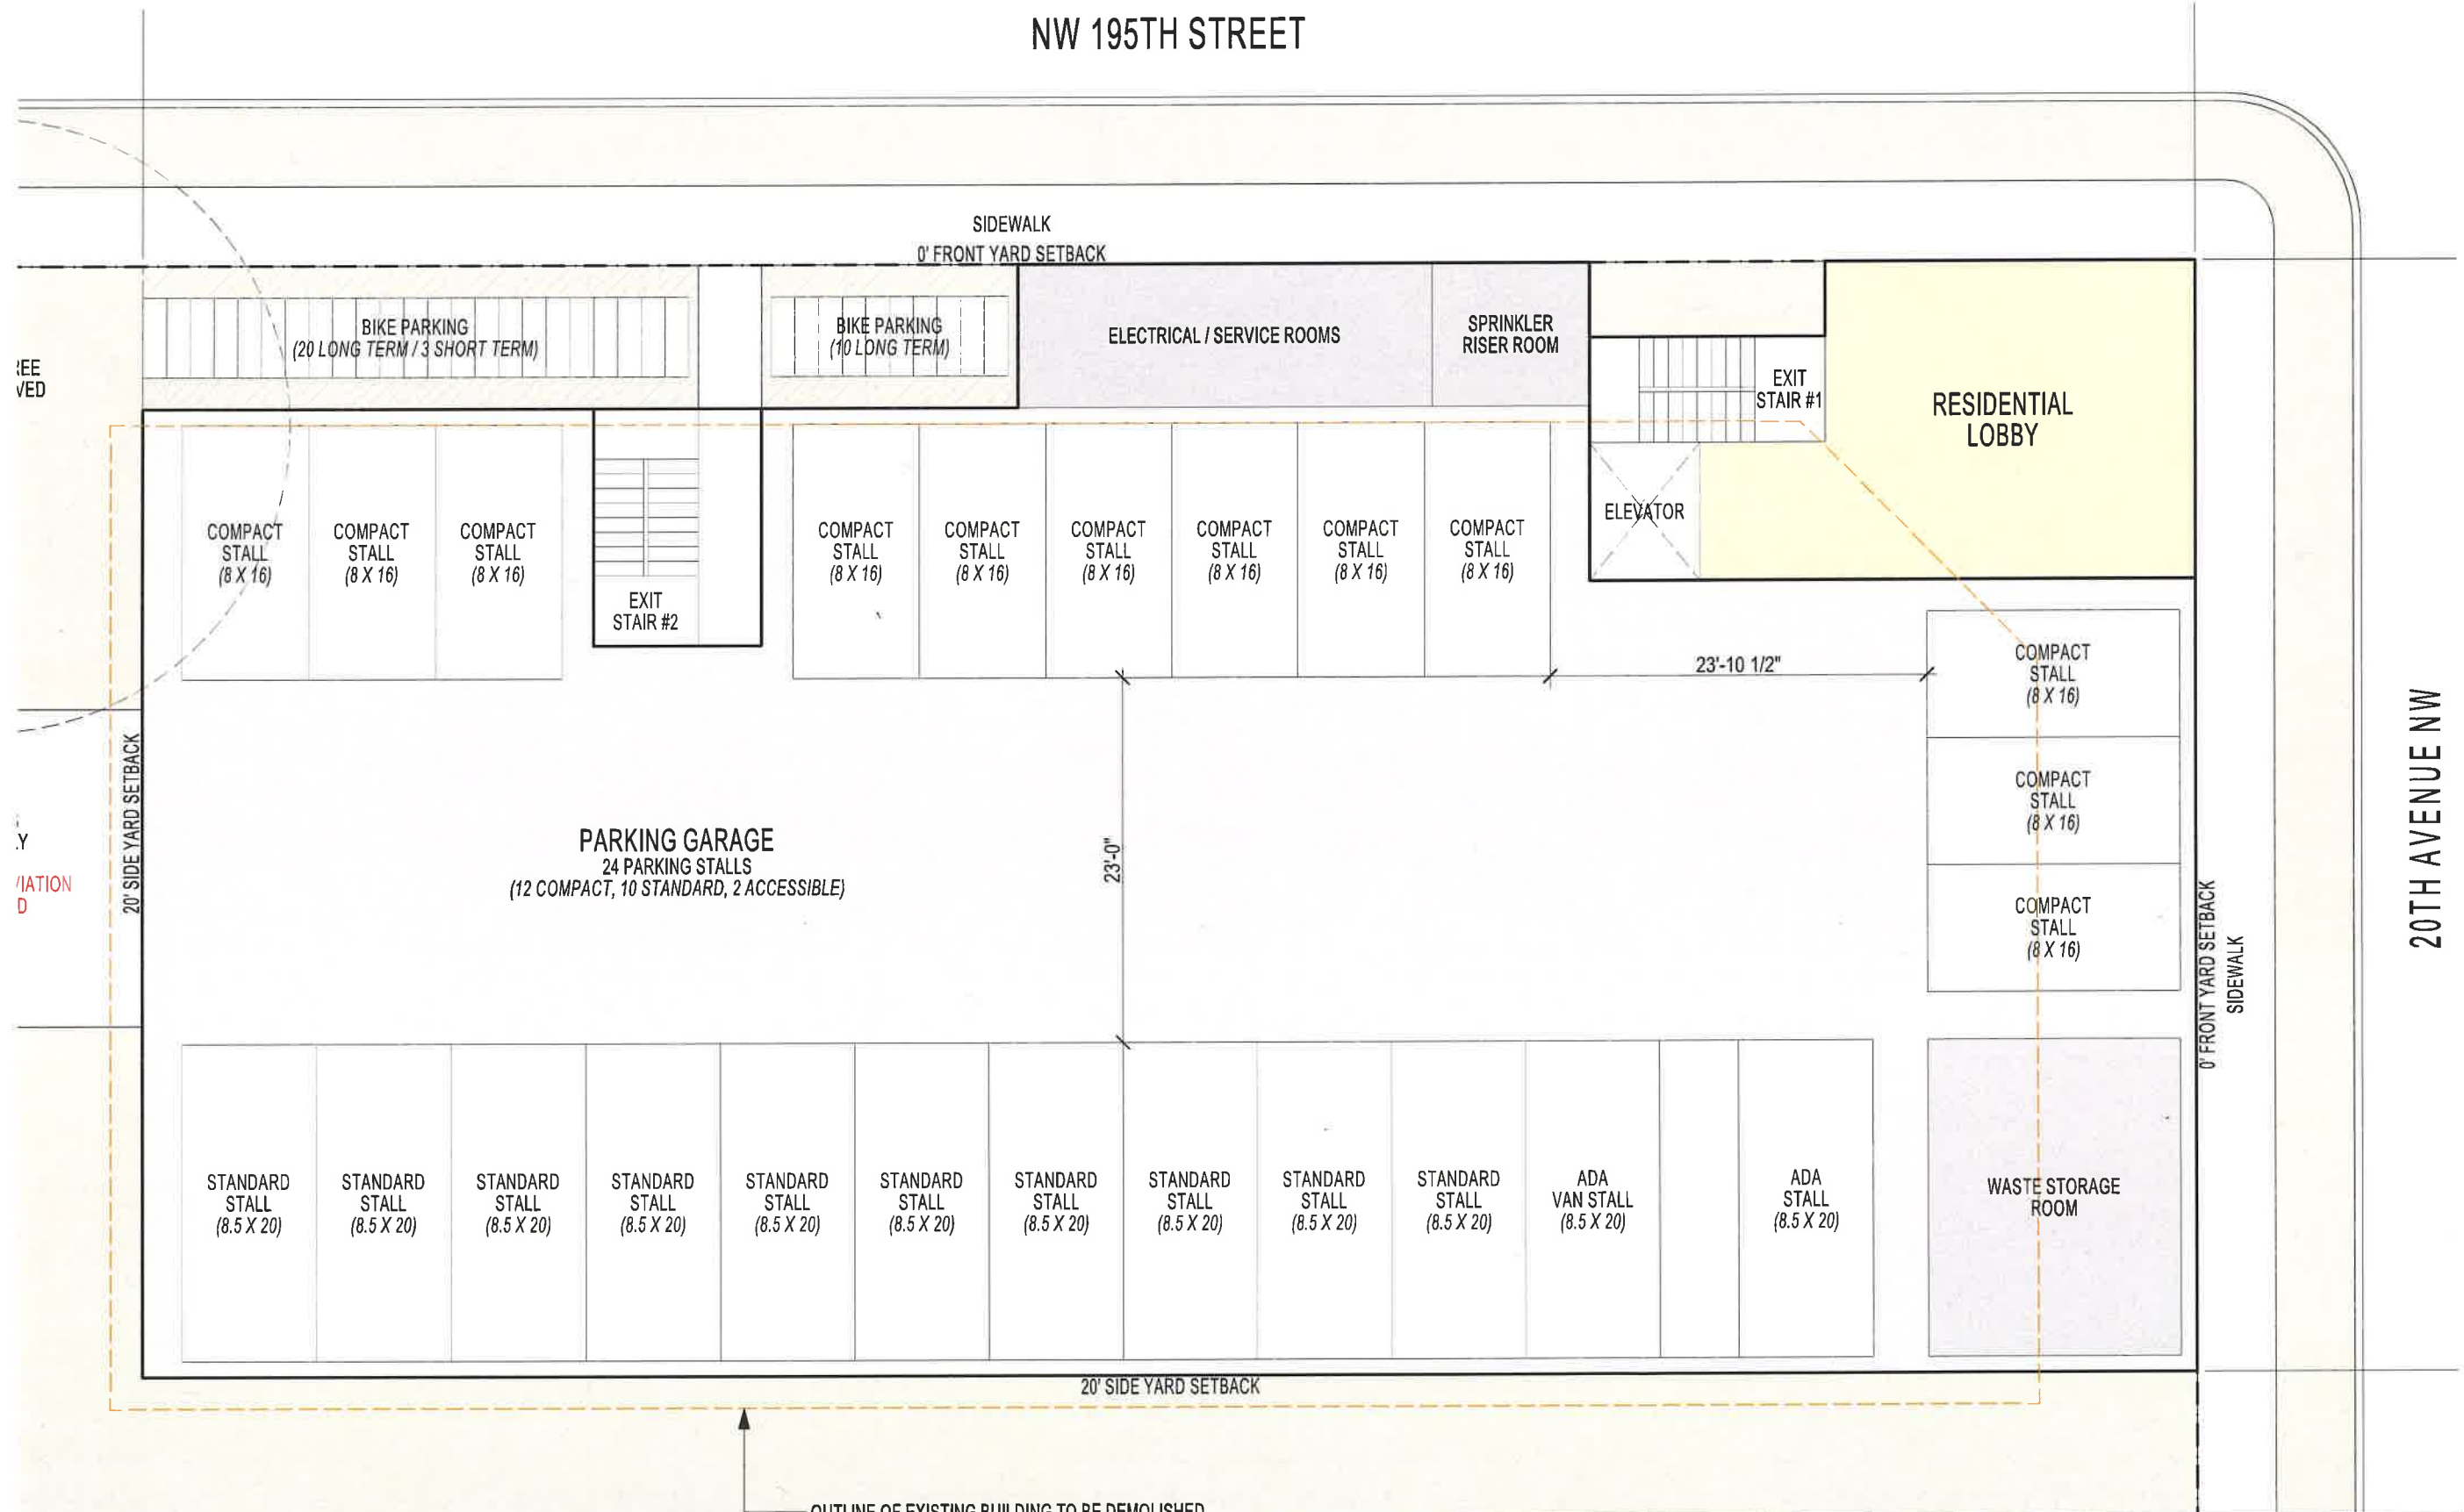 NW 195TH STREET
SIDEWALK
0' FRONT YARD SETBACK
BIKE PARKING
(20 LONG TERM / 3 SHORT TERM)
BIKE PARKING
(10 LONG TERM)
ELECTRICAL / SERVICE ROOMS
SPRINKLER
RISER ROOM
EXIT
STAIR #1
RESIDENTIAL
LOBBY
ELEVATOR
COMPACT
STALL
(8 X 16)
COMPACT
STALL
(8 X 16)
COMPACT
STALL
(8 X 16)
EXIT
STAIR #2
COMPACT
STALL
(8 X 16)
COMPACT
STALL
(8 X 16)
COMPACT
STALL
(8 X 16)
COMPACT
STALL
(8 X 16)
COMPACT
STALL
(8 X 16)
COMPACT
STALL
(8 X 16)
23'-10 1/2"
COMPACT
STALL
(8 X 16)
COMPACT
STALL
(8 X 16)
COMPACT
STALL
(8 X 16)
20' SIDE YARD SETBACK
PARKING GARAGE
24 PARKING STALLS
(12 COMPACT, 10 STANDARD, 2 ACCESSIBLE)
23'-0"
0' FRONT YARD SETBACK
SIDEWALK
20TH AVENUE NW
STANDARD
STALL
(8.5 X 20)
STANDARD
STALL
(8.5 X 20)
STANDARD
STALL
(8.5 X 20)
STANDARD
STALL
(8.5 X 20)
STANDARD
STALL
(8.5 X 20)
STANDARD
STALL
(8.5 X 20)
STANDARD
STALL
(8.5 X 20)
STANDARD
STALL
(8.5 X 20)
STANDARD
STALL
(8.5 X 20)
STANDARD
STALL
(8.5 X 20)
ADA
VAN STALL
(8.5 X 20)
ADA
STALL
(8.5 X 20)
WASTE STORAGE
ROOM
20' SIDE YARD SETBACK
OUTLINE OF EXISTING BUILDING TO BE DEMOLISHED